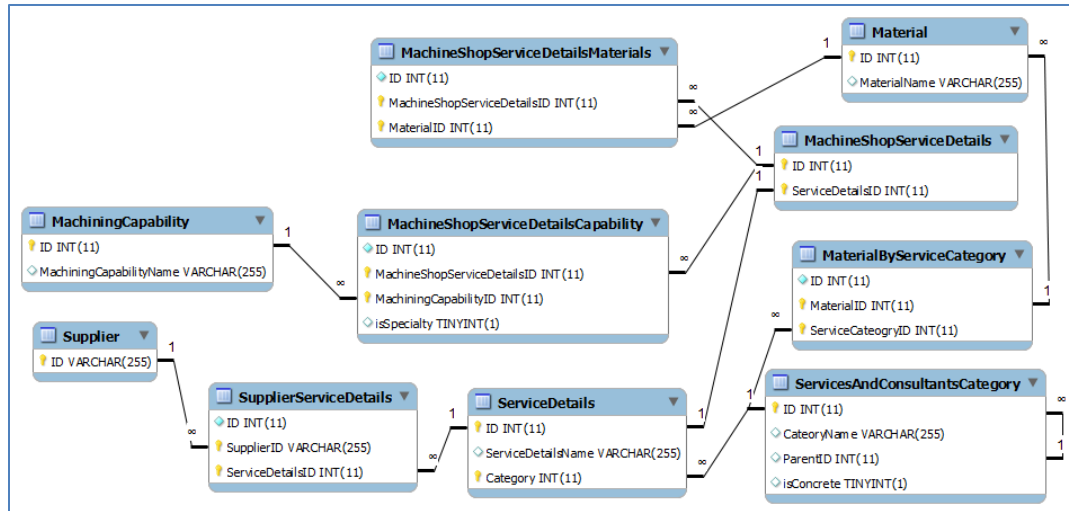 Material
ID INT(11)
MaterialName VARCHAR(255)
1
∞
MachineShopServiceDetailsMaterials
ID INT(11)
MachineShopServiceDetailsID INT(11)
MaterialID INT(11)
∞
∞
MachineShopServiceDetails
ID INT(11)
ServiceDetailsID INT(11)
1
1
MachiningCapability
ID INT(11)
MachiningCapabilityName VARCHAR(255)
1
∞
MachineShopServiceDetailsCapability
ID INT(11)
MachineShopServiceDetailsID INT(11)
MachiningCapabilityID INT(11)
isSpecialty TINYINT(1)
∞
MaterialByServiceCategory
ID INT(11)
MaterialID INT(11)
ServiceCateogryID INT(11)
1
∞
Supplier
ID VARCHAR(255)
1
∞
SupplierServiceDetails
ID INT(11)
SupplierID VARCHAR(255)
ServiceDetailsID INT(11)
1
∞
ServiceDetails
ID INT(11)
ServiceDetailsName VARCHAR(255)
Category INT(11)
1
∞
ServicesAndConsultantsCategory
ID INT(11)
CateoryName VARCHAR(255)
ParentID INT(11)
isConcrete TINYINT(1)
1
∞
1